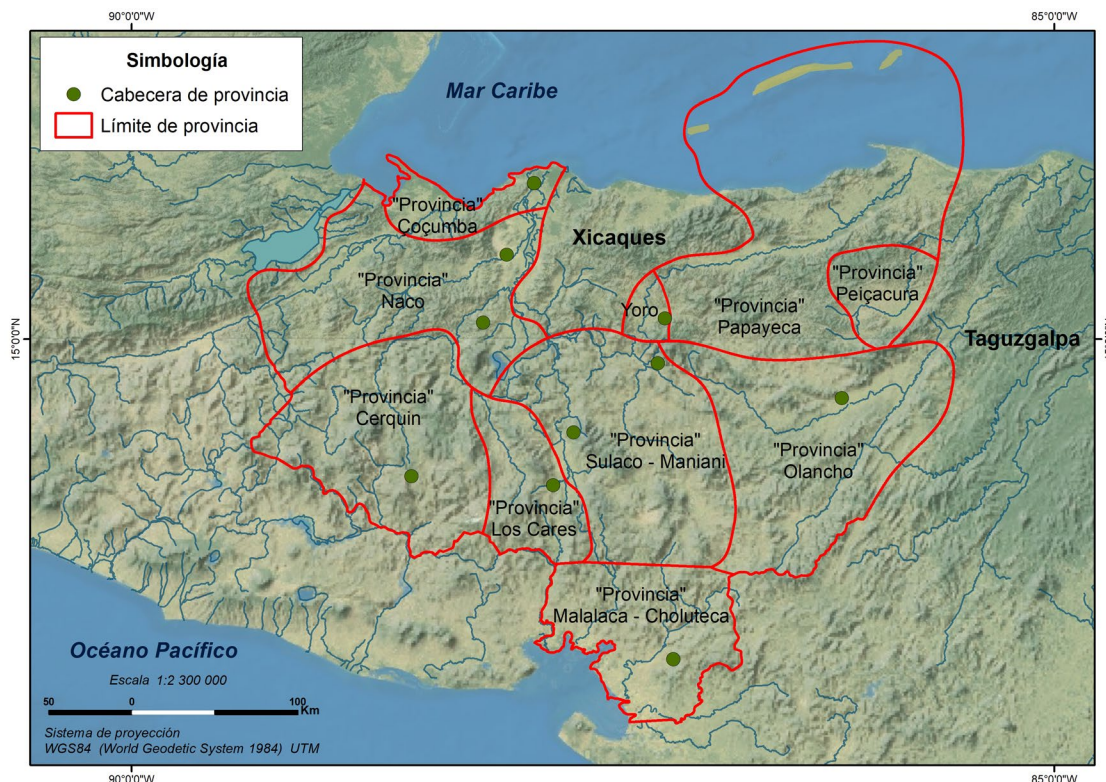 90°0'0"W
85°0'0"W
Simbología
Cabecera de provincia
Límite de provincia
Mar Caribe
"Provincia"
Coçumba
Xicaques
"Provincia"
Naco
Yoro
"Provincia"
Papayeca
"Provincia"
Peiçacura
Taguzgalpa
15°0'0"N
"Provincia"
Cerquin
"Provincia"
Sulaco - Maniani
"Provincia"
Olancho
"Provincia"
Los Cares
"Provincia"
Malalaca - Choluteca
Océano Pacífico
Escala 1:2 300 000
50
0
100
Km
Sistema de proyección
WGS84 (World Geodetic System 1984) UTM
90°0'0"W
85°0'0"W